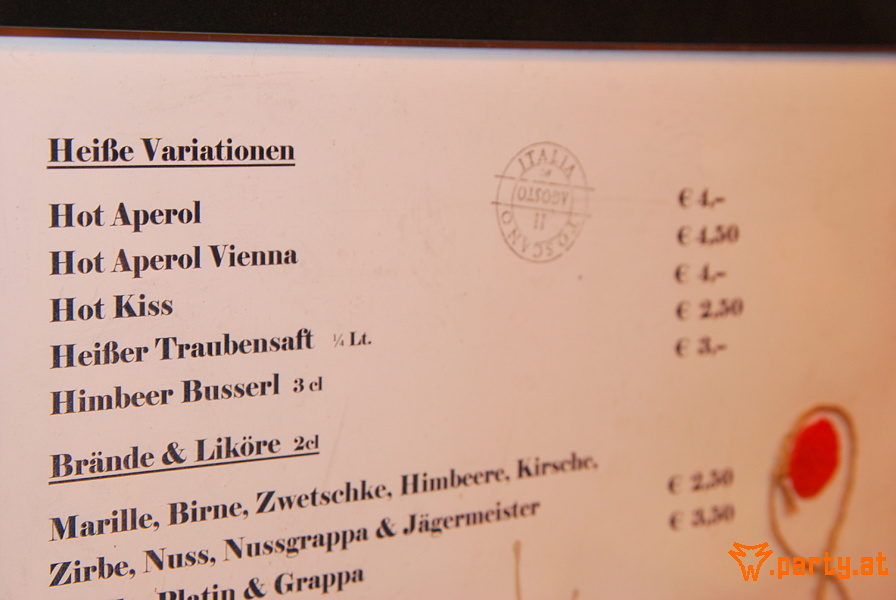 Heiße Variationen
Hot Aperol € 4,-
Hot Aperol Vienna € 4,50
Hot Kiss € 4,-
Heißer Traubensaft ¼ Lt. € 2,50
Himbeer Busserl 3 cl € 3,-
ITALIA
AGOSTO
11
TOSCANO
Brände & Liköre 2cl
Marille, Birne, Zwetschke, Himbeere, Kirsche, € 2,50
Zirbe, Nuss, Nussgrappa & Jägermeister € 3,50
Platin & Grappa
w.party.at